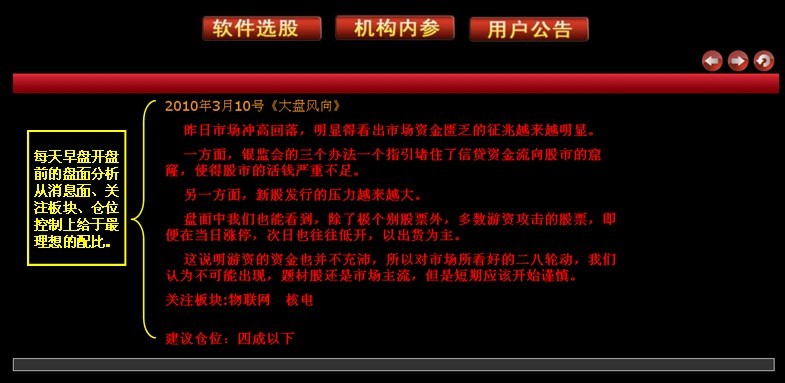 软件选股
机构内参
用户公告
每天早盘开盘
前的盘面分析
从消息面、关
注板块、仓位
控制上给于最
理想的配比。
2010年3月10号《大盘风向》
昨日市场冲高回落，明显得看出市场资金匮乏的征兆越来越明显。
一方面，银监会的三个办法一个指引堵住了信贷资金流向股市的窟
窿，使得股市的活钱严重不足。
另一方面，新股发行的压力越来越大。
盘面中我们也能看到，除了极个别股票外，多数游资攻击的股票，即
便在当日涨停，次日也往往低开，以出货为主。
这说明游资的资金也并不充沛，所以对市场所看好的二八轮动，我们
认为不可能出现，题材股还是市场主流，但是短期应该开始谨慎。
关注板块:物联网　核电
建议仓位：四成以下